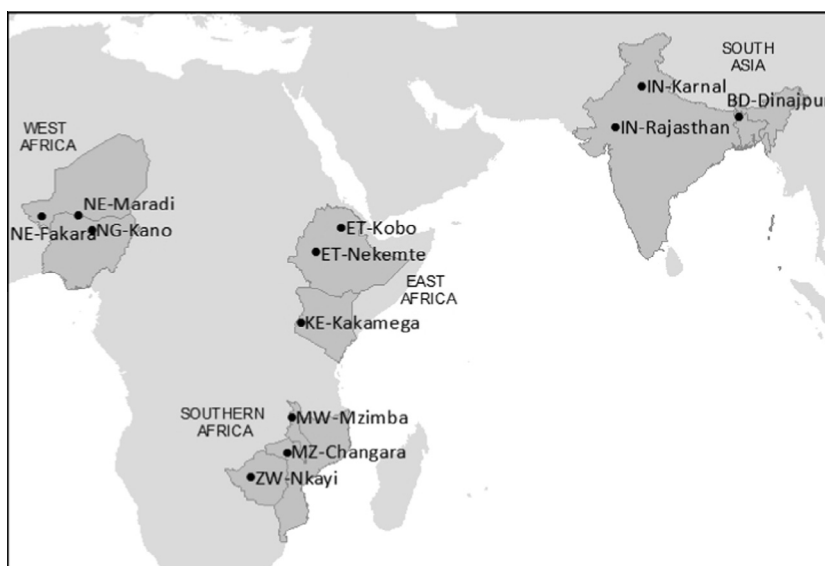 SOUTH
ASIA
IN-Karnal
BD-Dinajpur
IN-Rajasthan
WEST
AFRICA
NE-Maradi
NE-Fakara
NG-Kano
ET-Kobo
ET-Nekemte
EAST
AFRICA
KE-Kakamega
SOUTHERN
AFRICA
MW-Mzimba
MZ-Changara
ZW-Nkayi